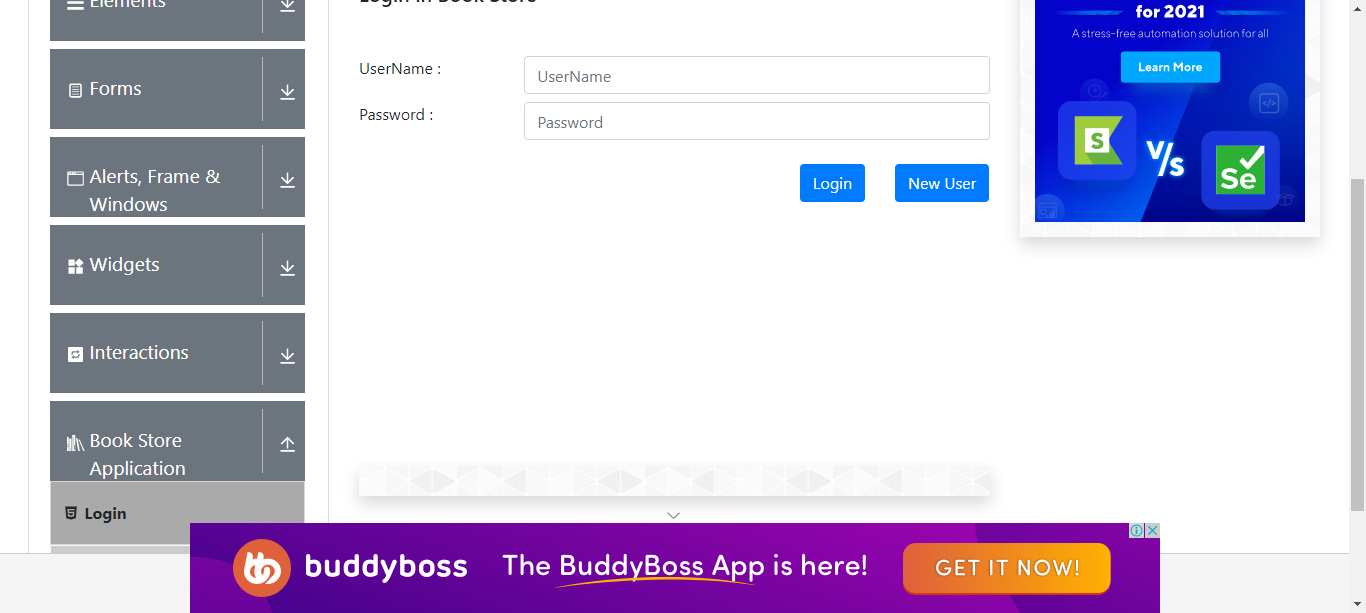 Elements
Forms
Alerts, Frame &
Windows
Widgets
Interactions
Book Store
Application
Login
Login in Book Store
UserName :
UserName
Password :
Password
Login
New User
for 2021
A stress-free automation solution for all
Learn More
S
V/s
Se
buddyboss
The BuddyBoss App is here!
GET IT NOW!